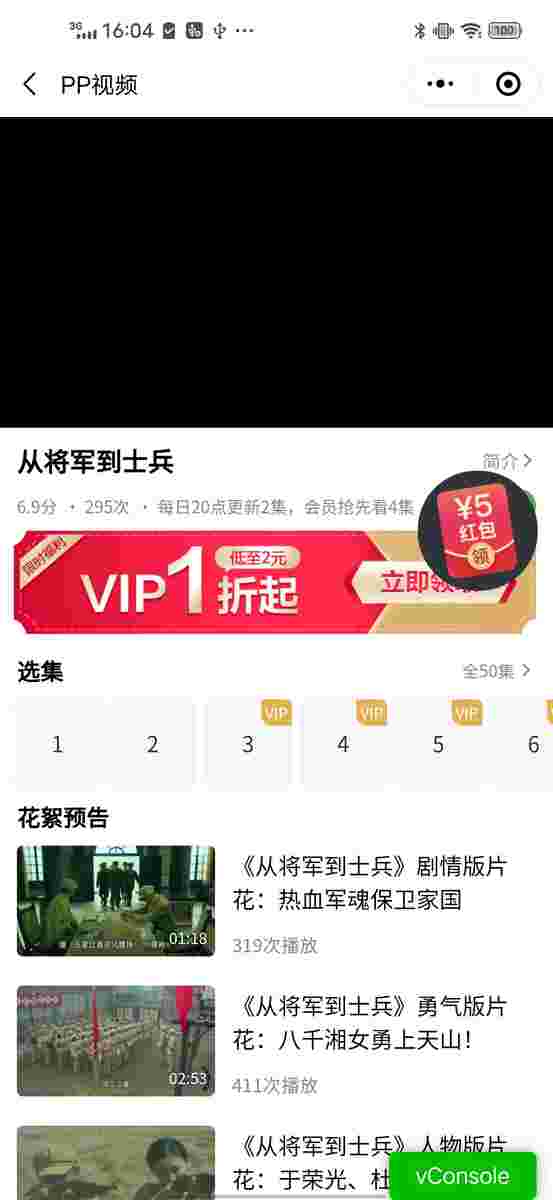 3G 16:04 100
PP视频
从将军到士兵
简介
6.9分 · 295次 · 每日20点更新2集，会员抢先看4集
¥5
红包
领
限时福利
VIP1折起
低至2元
立即领
选集
全50集
1
2
VIP
3
VIP
4
VIP
5
6
花絮预告
01:18
《从将军到士兵》剧情版片
花：热血军魂保卫家国
319次播放
02:53
《从将军到士兵》勇气版片
花：八千湘女勇上天山！
411次播放
《从将军到士兵》人物版片
花：于荣光、杜
vConsole